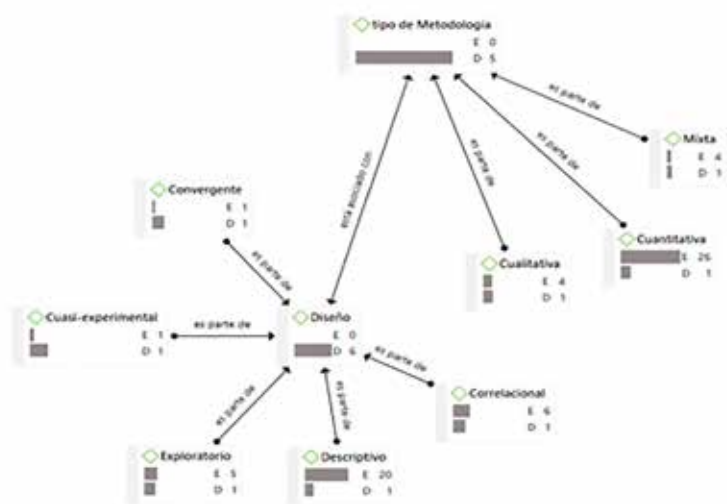 tipo de Metodología
E 0
D 5
es parte de
Mixta
E 4
D 1
es parte de
Cuantitativa
E 26
D 1
es parte de
Cualitativa
E 4
D 1
está asociado con
Convergente
E 1
D 1
es parte de
Cuasi-experimental
E 1
D 1
es parte de
Diseño
E 0
D 6
es parte de
Correlacional
E 6
D 1
es parte de
Exploratorio
E 5
D 1
es parte de
Descriptivo
E 20
D 1